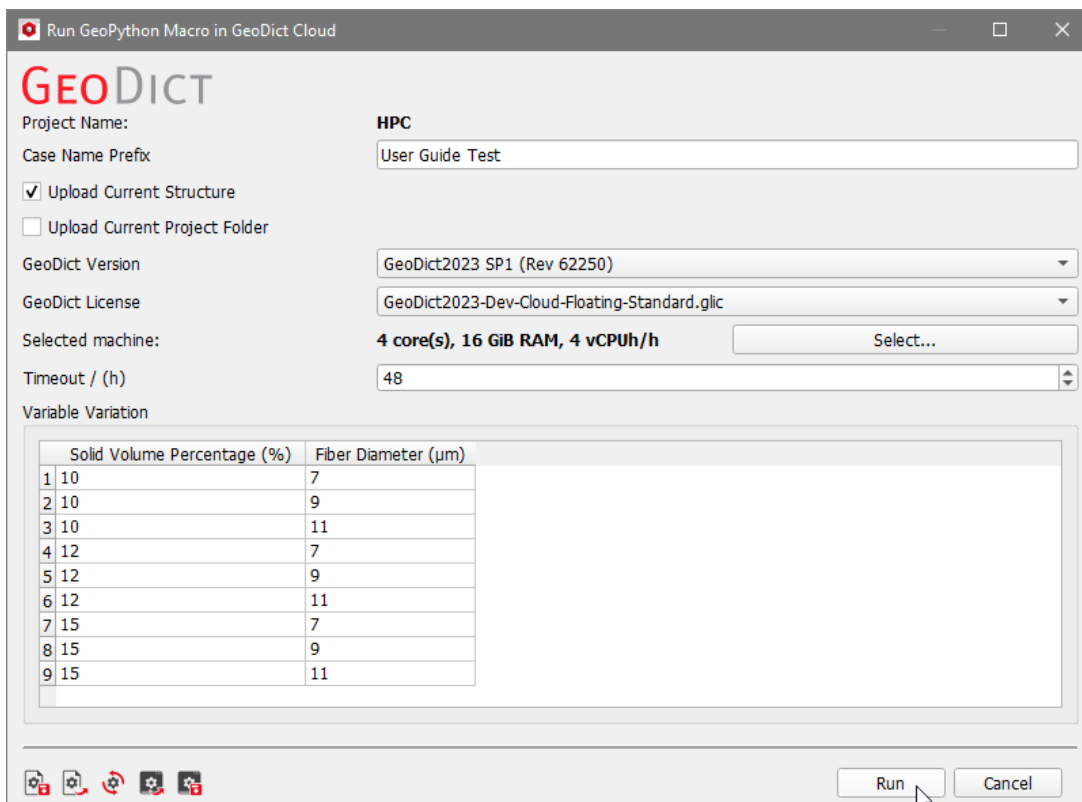 Run GeoPython Macro in GeoDict Cloud
GEODICT
Project Name: HPC
Case Name Prefix User Guide Test
Upload Current Structure
Upload Current Project Folder
GeoDict Version GeoDict2023 SP1 (Rev 62250)
GeoDict License GeoDict2023-Dev-Cloud-Floating-Standard.glic
Selected machine: 4 core(s), 16 GiB RAM, 4 vCPUh/h Select...
Timeout / (h) 48
Variable Variation
Solid Volume Percentage (%) Fiber Diameter (µm)
1 10 7
2 10 9
3 10 11
4 12 7
5 12 9
6 12 11
7 15 7
8 15 9
9 15 11
Run Cancel